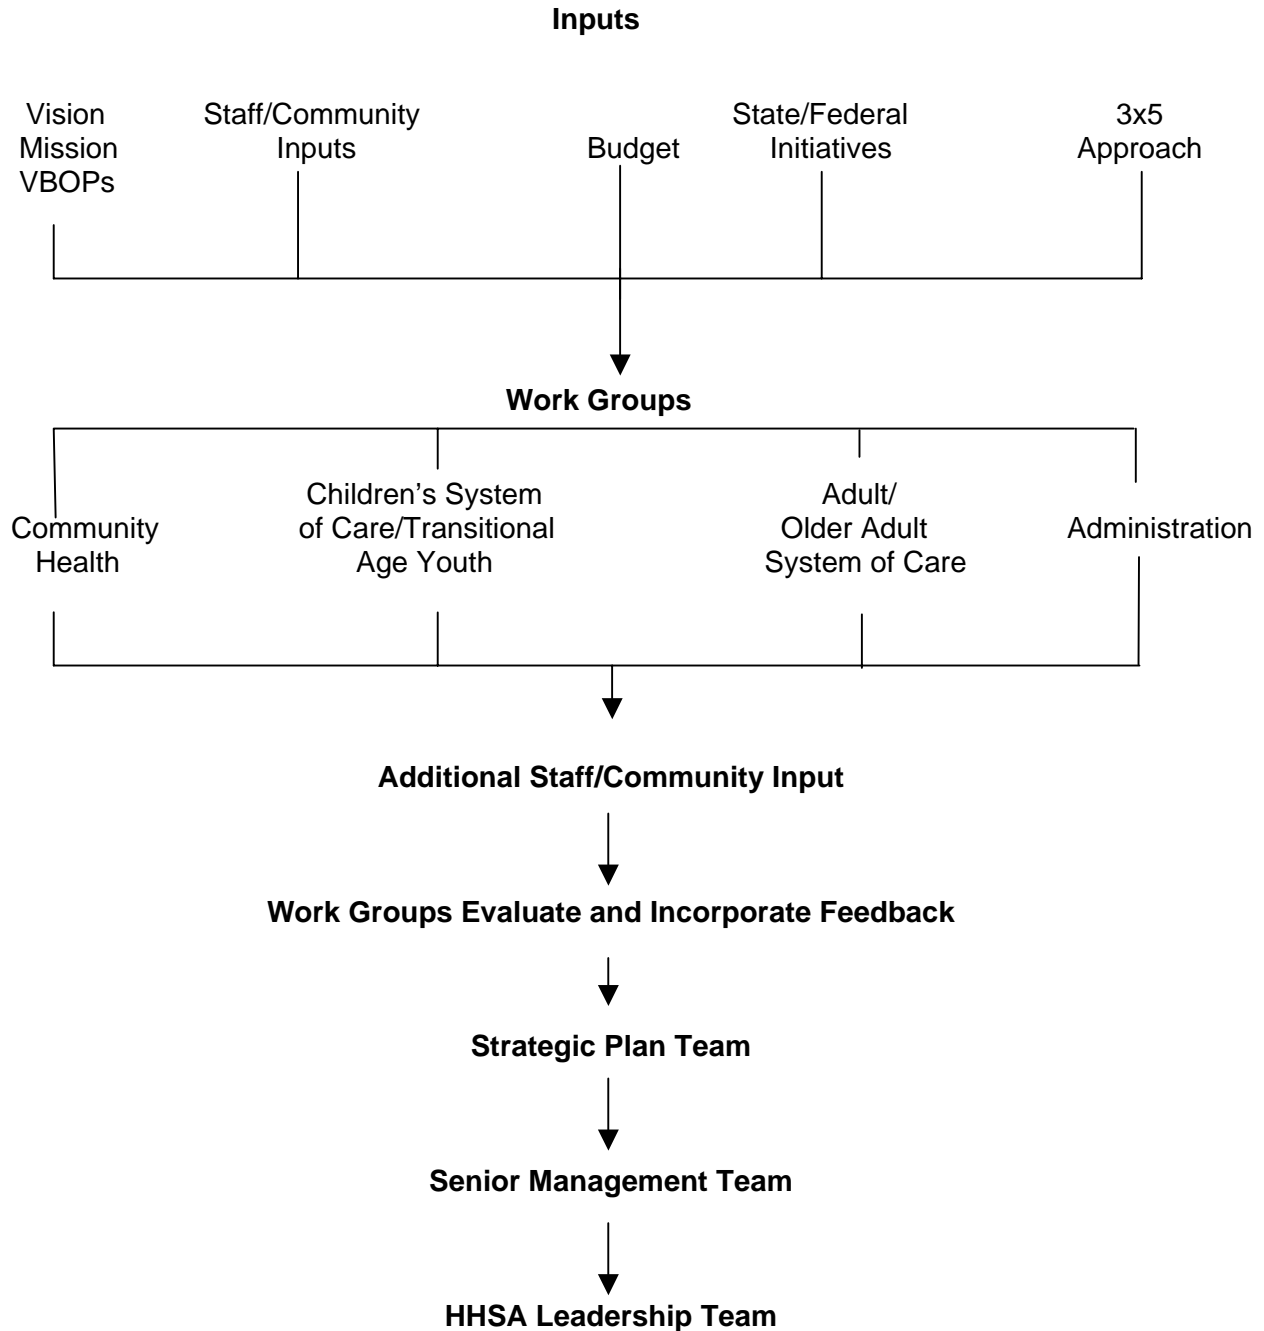 Inputs
Vision
Mission
VBOPs
Staff/Community
Inputs
Budget
State/Federal
Initiatives
3x5
Approach
Work Groups
Community
Health
Children’s System
of Care/Transitional
Age Youth
Adult/
Older Adult
System of Care
Administration
Additional Staff/Community Input
Work Groups Evaluate and Incorporate Feedback
Strategic Plan Team
Senior Management Team
HHSA Leadership Team